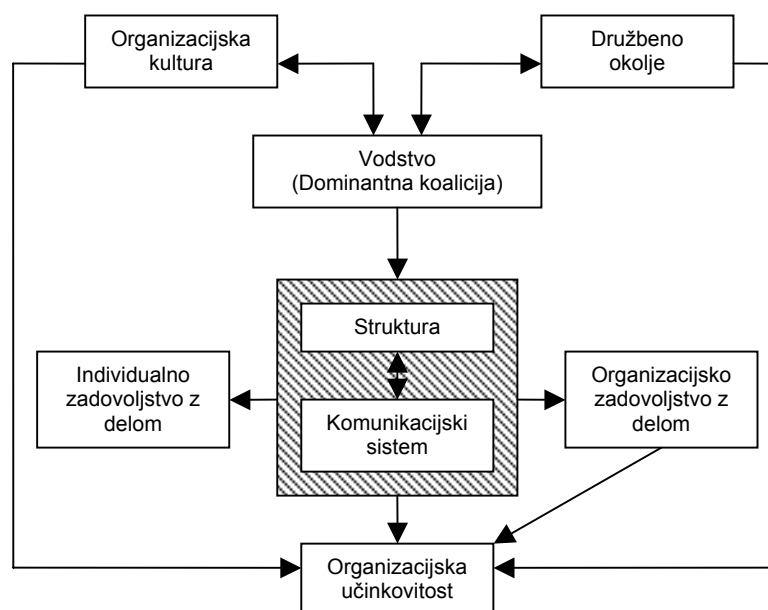 Organizacijska
kultura
Družbeno
okolje
Vodstvo
(Dominantna koalicija)
Struktura
Individualno
zadovoljstvo z
delom
Komunikacijski
sistem
Organizacijsko
zadovoljstvo z
delom
Organizacijska
učinkovitost